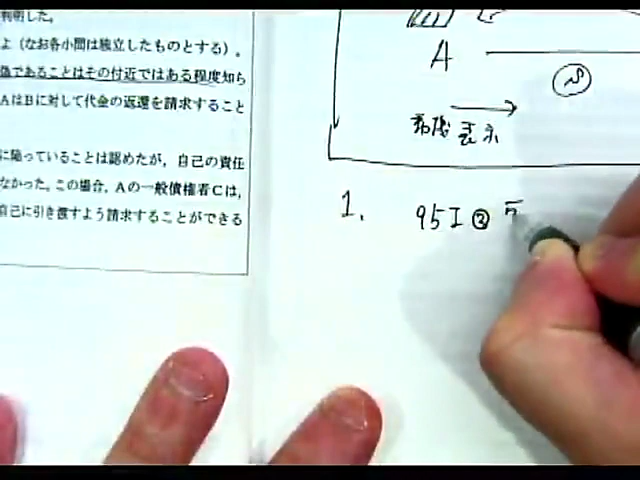 判明した。
よ（なお各小問は独立したものとする）。
偽であることはその付近ではある程度知ら
AはBに対して代金の返還を請求すること
に陥っていることは認めたが，自己の責任
なかった。この場合，Aの一般債権者Cは，
自己に引き渡すよう請求することができる
A
表示
1. 95I②